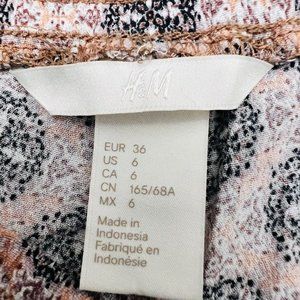 H&M
EUR 36
US 6
CA 6
CN 165/68A
MX 6
Made in
Indonesia
Fabriqué en
Indonésie